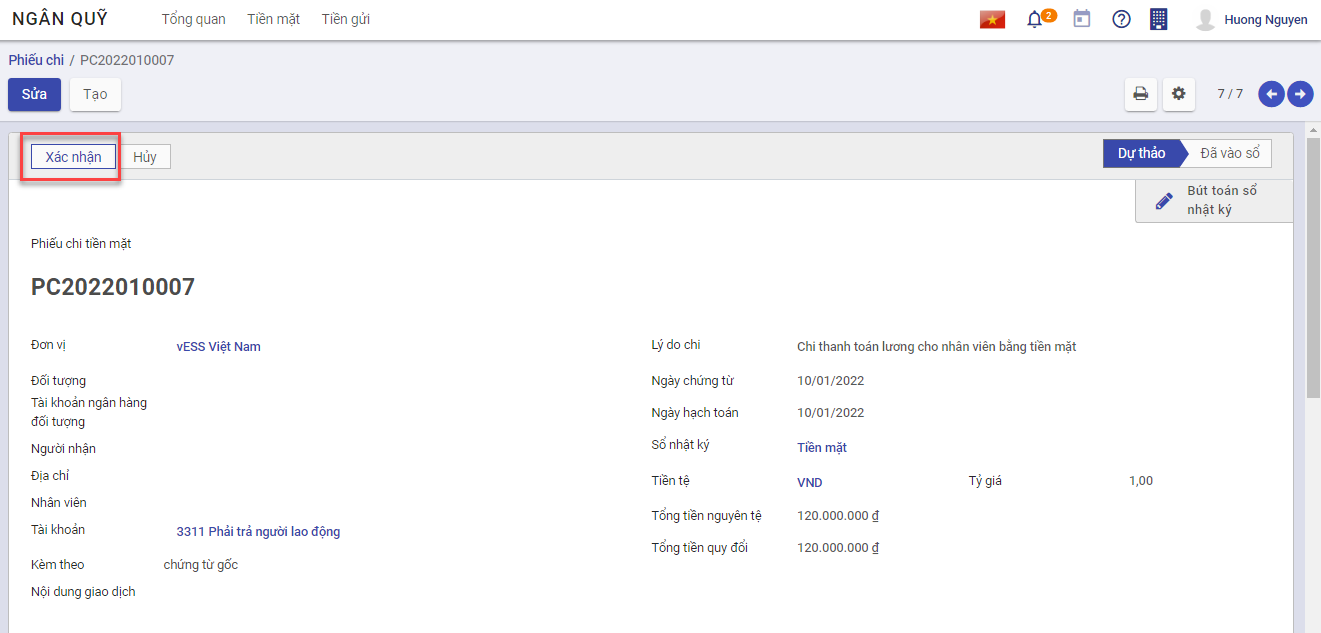 NGÂN QUỸ Tổng quan Tiền mặt Tiền gửi 2 Huong Nguyen
Phiếu chi / PC2022010007
Sửa Tạo 7 / 7
Xác nhận Hủy Dự thảo Đã vào sổ
Bút toán sổ
nhật ký
Phiếu chi tiền mặt
PC2022010007
Đơn vị vESS Việt Nam Lý do chi Chi thanh toán lương cho nhân viên bằng tiền mặt
Đối tượng Ngày chứng từ 10/01/2022
Tài khoản ngân hàng
đối tượng Ngày hạch toán 10/01/2022
Người nhận Sổ nhật ký Tiền mặt
Địa chỉ Tiền tệ VND Tỷ giá 1,00
Nhân viên Tổng tiền nguyên tệ 120.000.000 ₫
Tài khoản 3311 Phải trả người lao động
Tổng tiền quy đổi 120.000.000 ₫
Kèm theo chứng từ gốc
Nội dung giao dịch